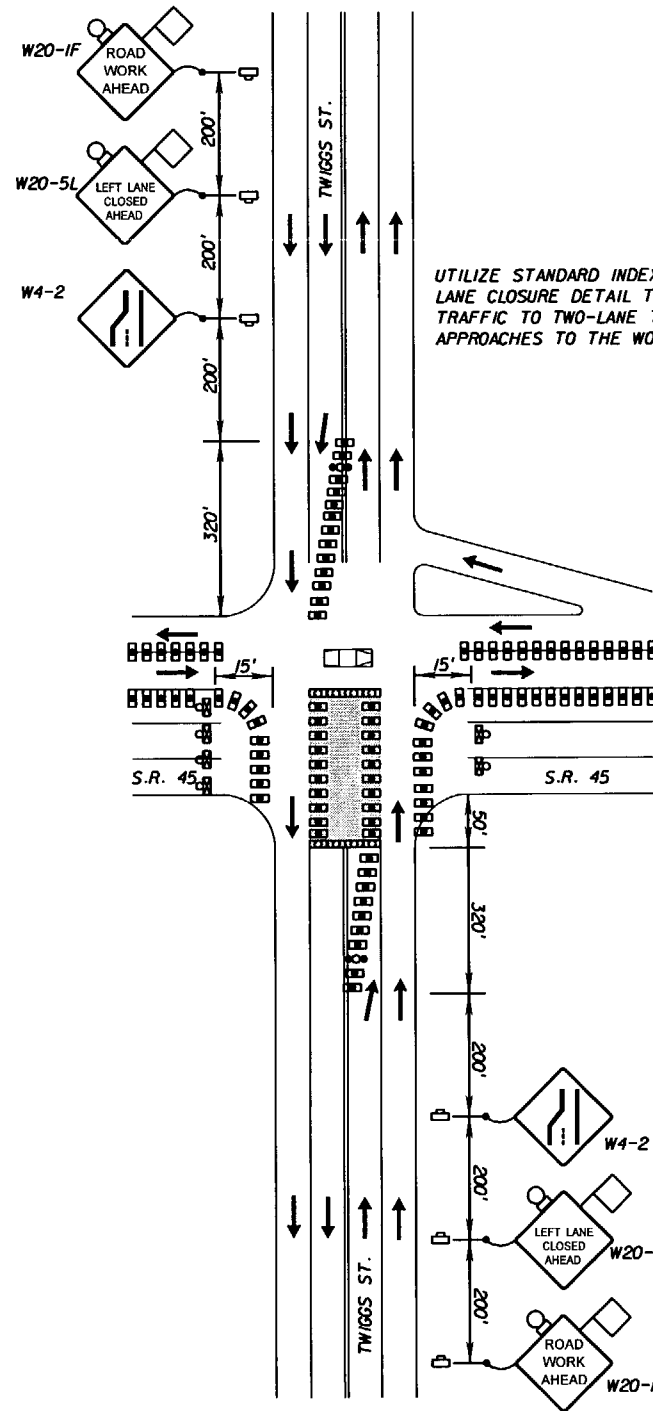 W20-1F
ROAD
WORK
AHEAD
200'
TWIGGS ST.
W20-5L
LEFT LANE
CLOSED
AHEAD
200'
W4-2
UTILIZE STANDARD INDEX
LANE CLOSURE DETAIL T
TRAFFIC TO TWO-LANE
APPROACHES TO THE WO
200'
320'
15'
15'
S.R. 45
S.R. 45
50'
320'
200'
W4-2
200'
LEFT LANE
CLOSED
AHEAD
W20-
200'
TWIGGS ST.
ROAD
WORK
AHEAD
W20-